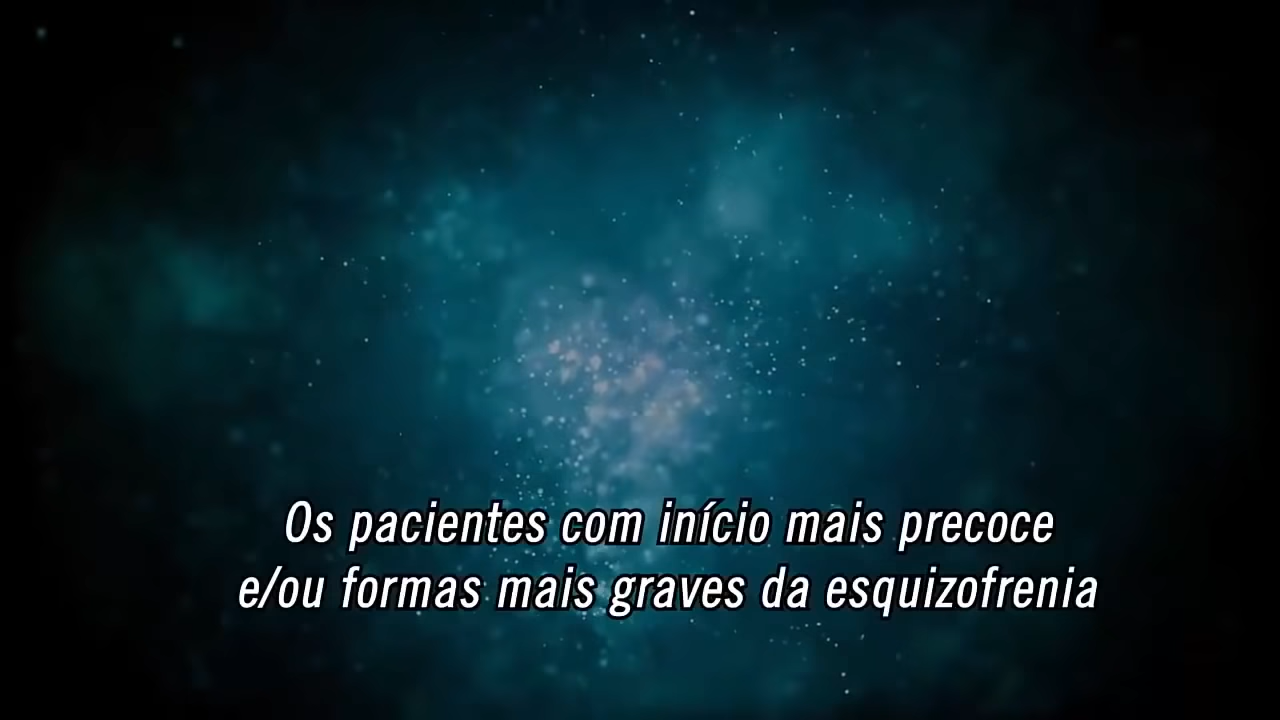 Os pacientes com início mais precoce
e/ou formas mais graves da esquizofrenia